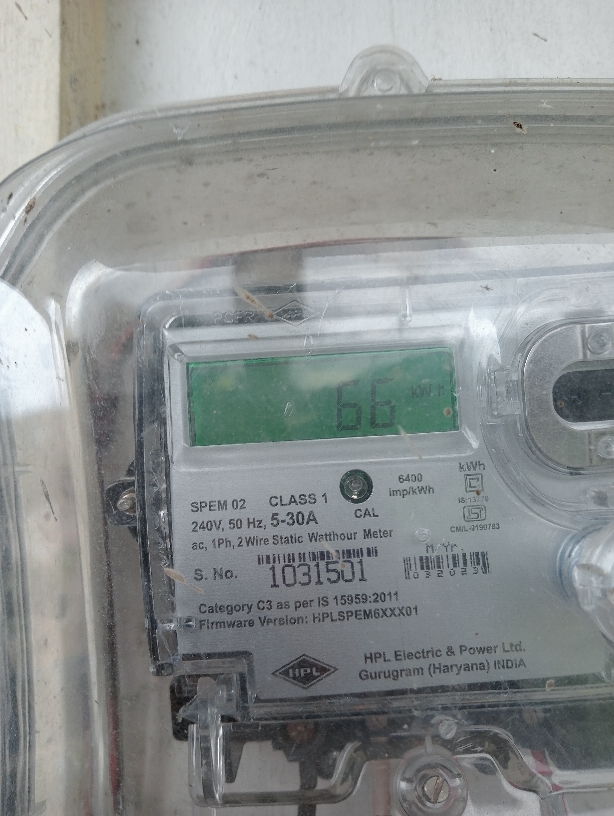 66
6400
imp/kWh
kWh
SPEM 02 CLASS 1
CAL
240V, 50 Hz, 5-30A
ac, 1Ph, 2 Wire Static Watthour Meter
M/Yr
S. No. 1031501
032023
Category C3 as per IS 15959:2011
Firmware Version: HPLSPEM6XXX01
HPL
HPL Electric & Power Ltd.
Gurugram (Haryana) INDIA